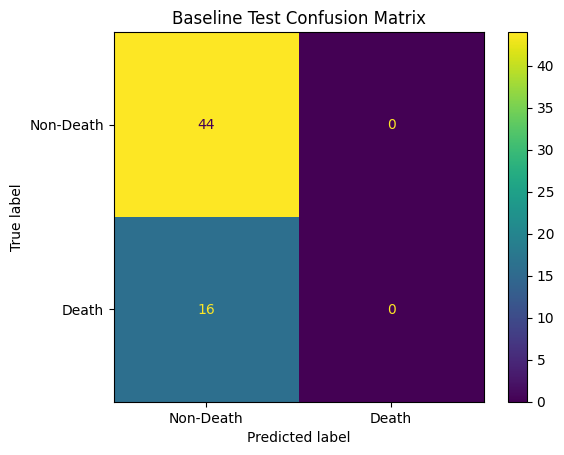 Baseline Test Confusion Matrix
True label
Non-Death
44
0
Death
16
0
Non-Death
Death
Predicted label
40
35
30
25
20
15
10
5
0